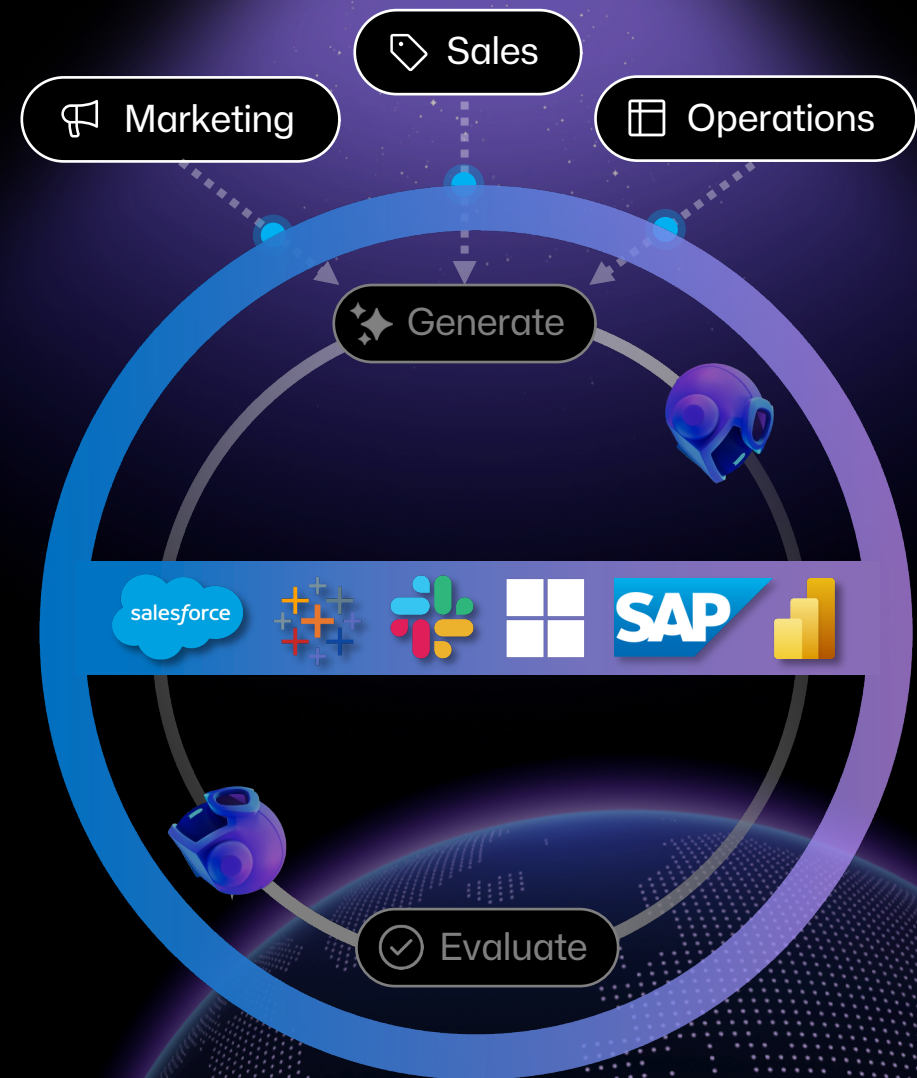 Sales
Marketing
Operations
Generate
salesforce
SAP
Evaluate